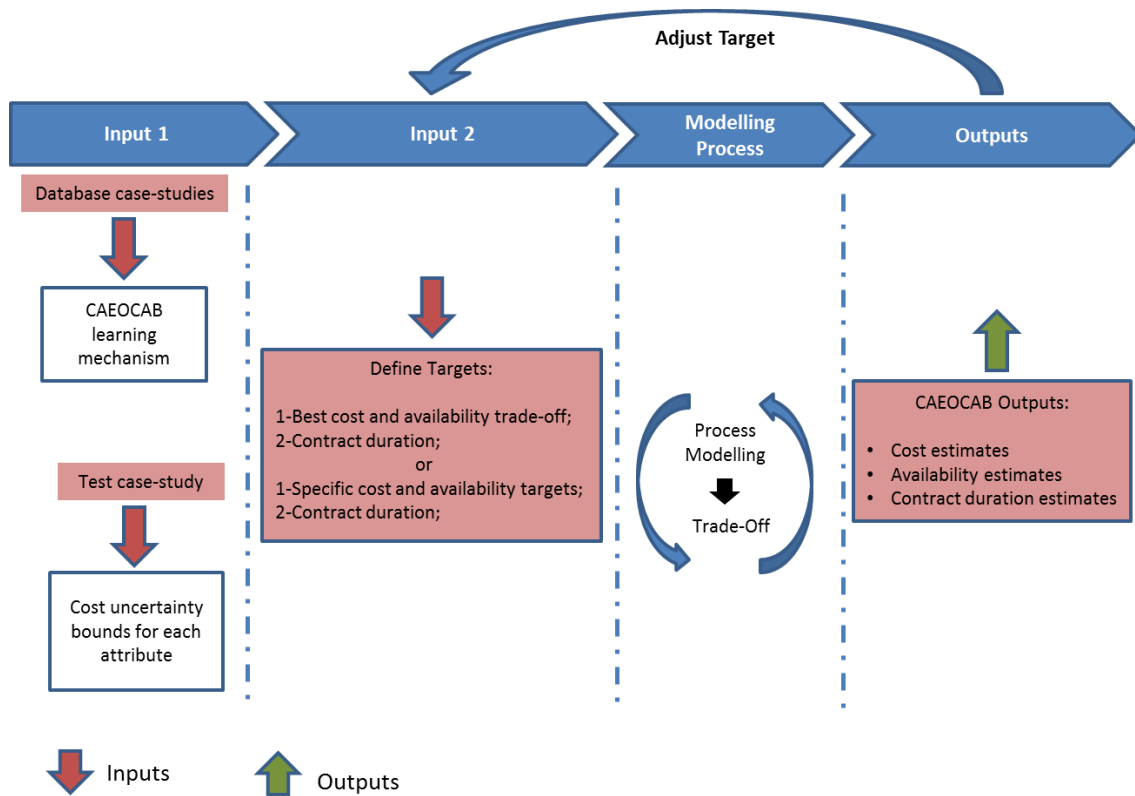 Adjust Target
Input 1
Input 2
Modelling
Process
Outputs
Database case-studies
CAEOCAB
learning
mechanism
Test case-study
Cost uncertainty
bounds for each
attribute
Define Targets:
1-Best cost and availability trade-off;
2-Contract duration;
or
1-Specific cost and availability targets;
2-Contract duration;
Process
Modelling
Trade-Off
CAEOCAB Outputs:
• Cost estimates
• Availability estimates
• Contract duration estimates
Inputs
Outputs